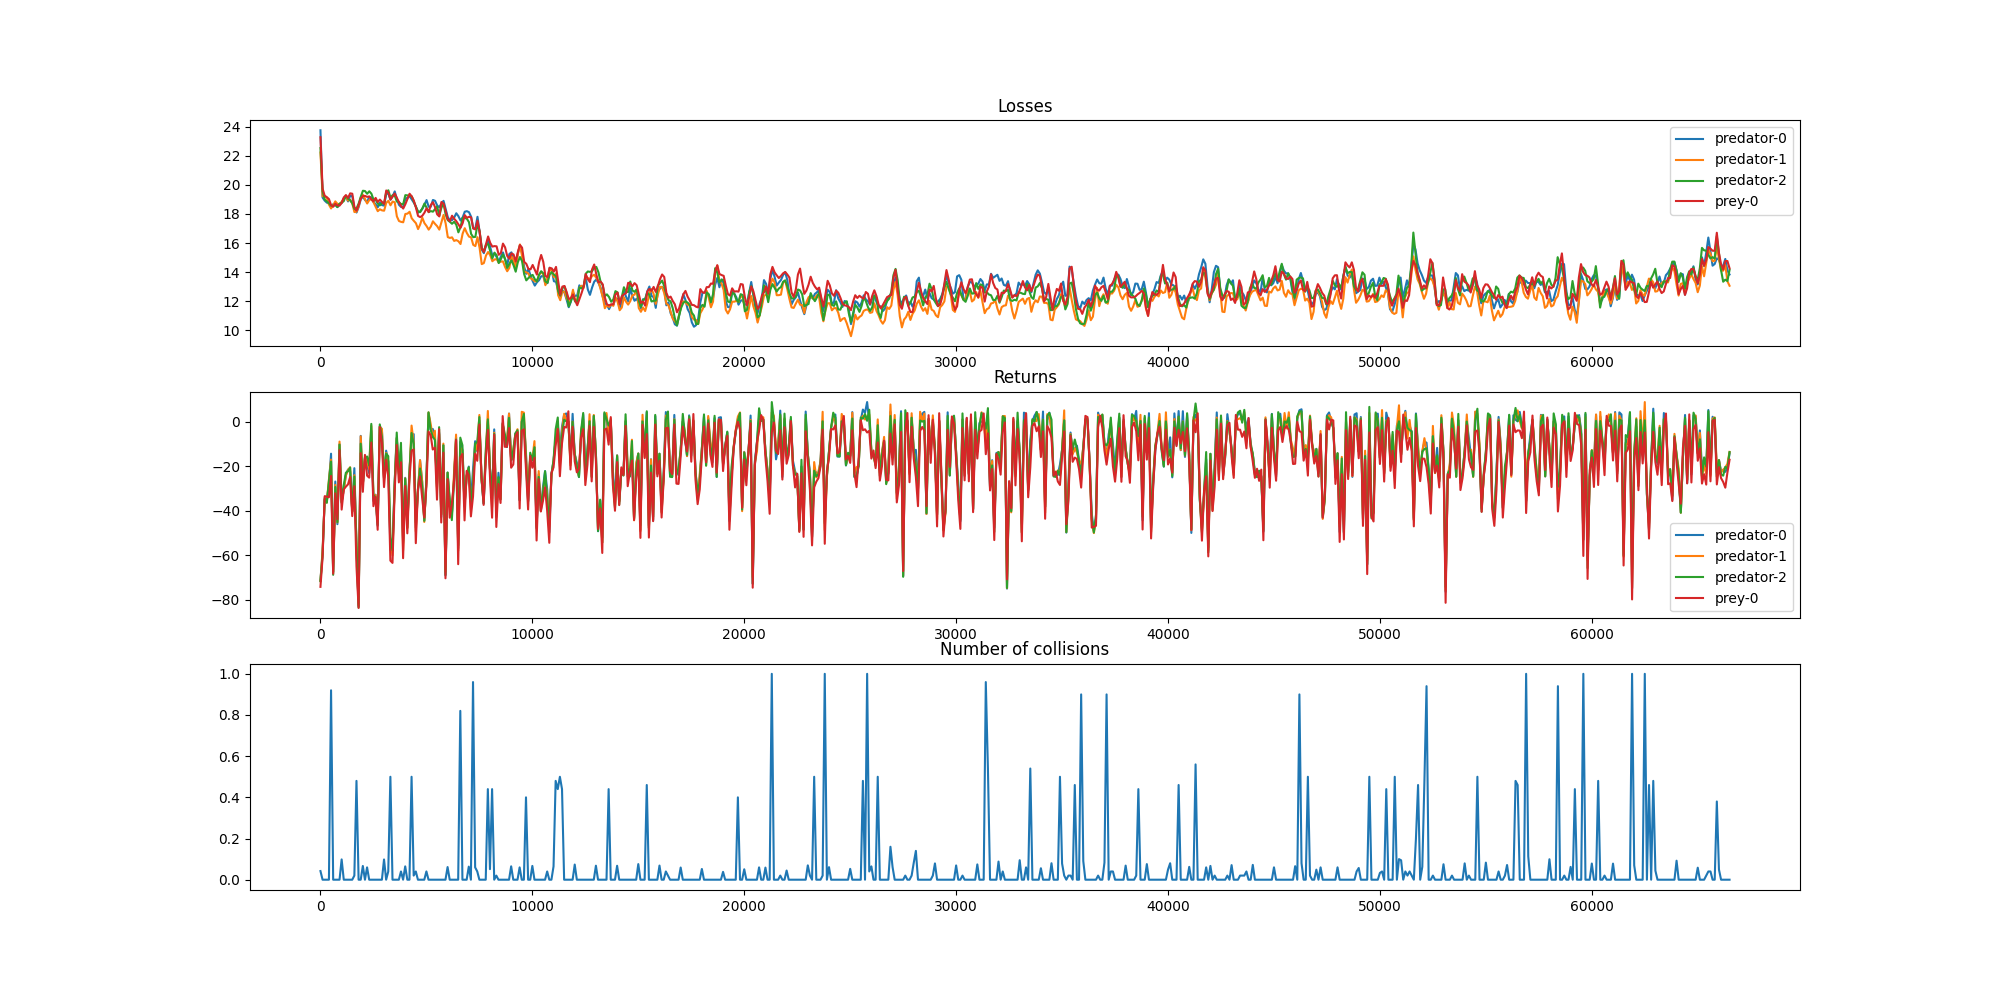 Losses
24
22
20
18
16
14
12
10
predator-0
predator-1
predator-2
prey-0
0 10000 20000 30000 40000 50000 60000
Returns
0
−20
−40
−60
−80
predator-0
predator-1
predator-2
prey-0
0 10000 20000 30000 40000 50000 60000
Number of collisions
1.0
0.8
0.6
0.4
0.2
0.0
0 10000 20000 30000 40000 50000 60000